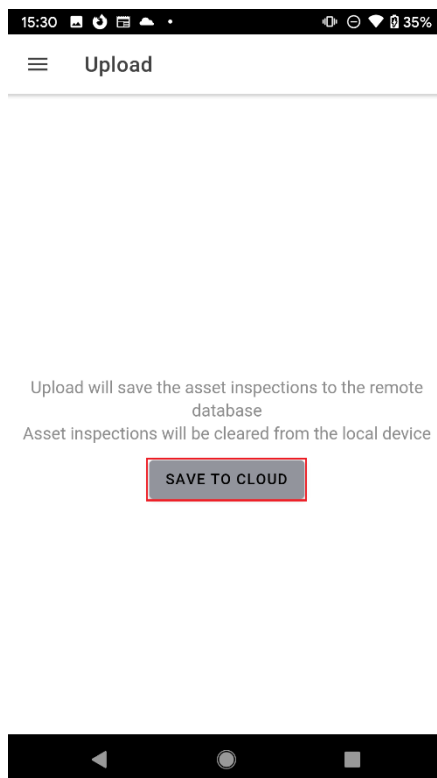 15:30 35%
Upload
Upload will save the asset inspections to the remote
database
Asset inspections will be cleared from the local device
SAVE TO CLOUD